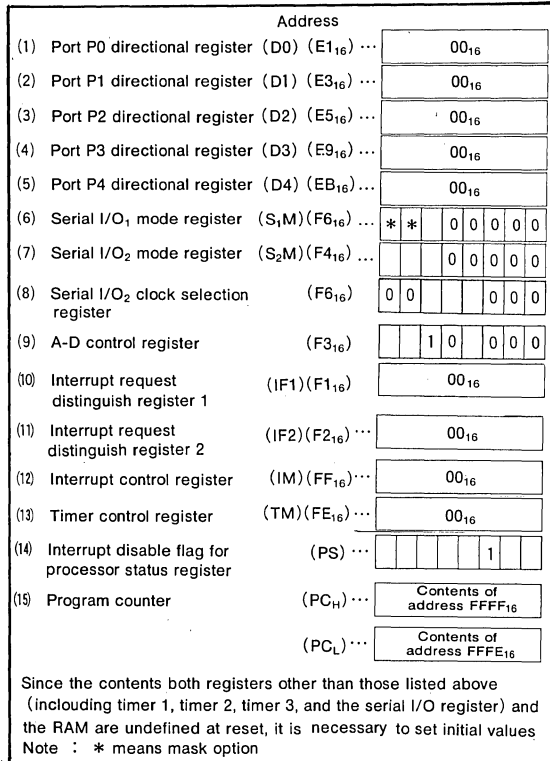 Address
(1) Port P0 directional register (D0) (E1₁₆) ··· 00₁₆
(2) Port P1 directional register (D1) (E3₁₆) ··· 00₁₆
(3) Port P2 directional register (D2) (E5₁₆) ··· 00₁₆
(4) Port P3 directional register (D3) (E9₁₆) ··· 00₁₆
(5) Port P4 directional register (D4) (EB₁₆) ··· 00₁₆
(6) Serial I/O₁ mode register (S₁M) (F6₁₆) ... * * 0 0 0 0 0
(7) Serial I/O₂ mode register (S₂M) (F4₁₆) ... 0 0 0 0 0
(8) Serial I/O₂ clock selection (F6₁₆) 0 0 0 0 0
register
(9) A-D control register (F3₁₆) 1 0 0 0 0
(10) Interrupt request (IF1) (F1₁₆) 00₁₆
distinguish register 1
(11) Interrupt request (IF2) (F2₁₆) ··· 00₁₆
distinguish register 2
(12) Interrupt control register (IM) (FF₁₆) ··· 00₁₆
(13) Timer control register (TM) (FE₁₆) ··· 00₁₆
(14) Interrupt disable flag for (PS) ··· 1
processor status register
(15) Program counter (PC_H) ··· Contents of
address FFFF₁₆
(PC_L) ··· Contents of
address FFFE₁₆
Since the contents both registers other than those listed above
(inclouding timer 1, timer 2, timer 3, and the serial I/O register) and
the RAM are undefined at reset, it is necessary to set initial values
Note : * means mask option